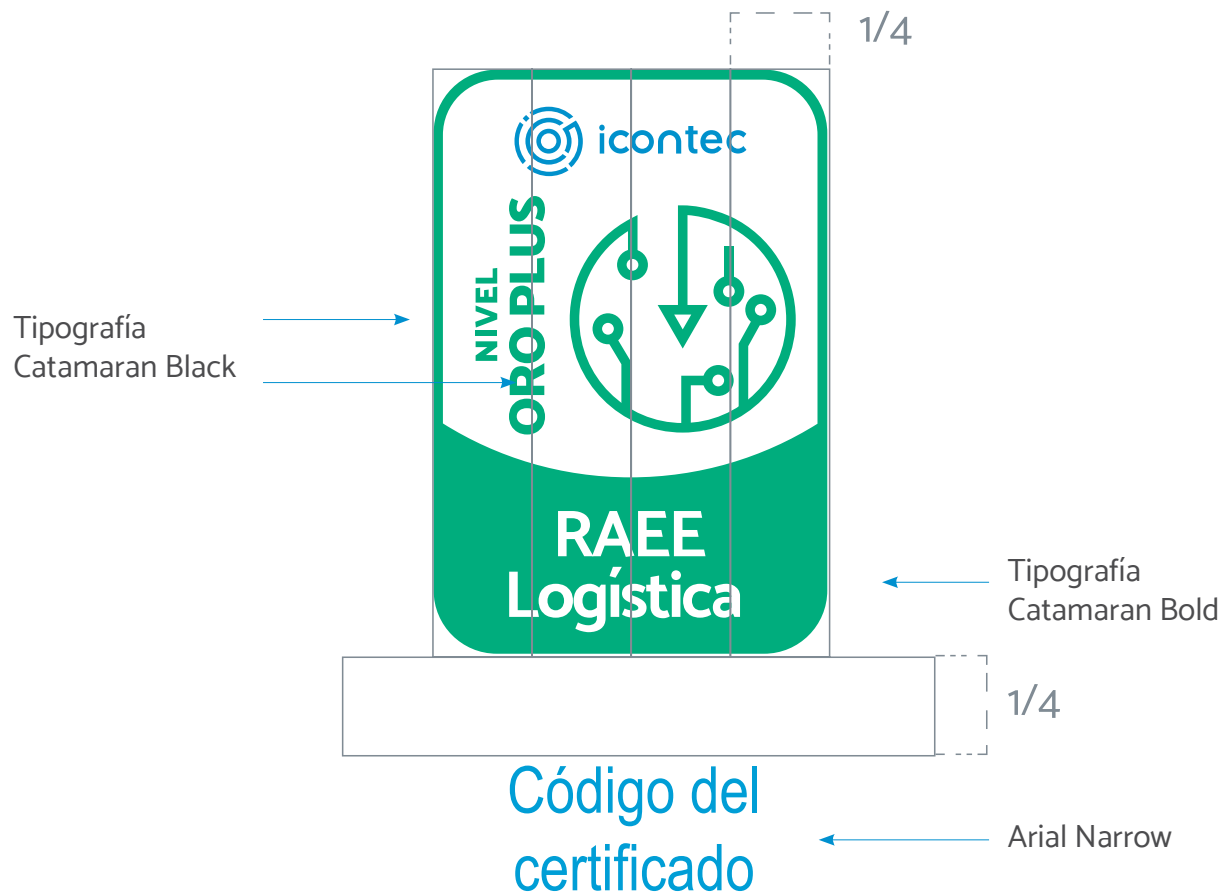 1/4
icontec
NIVEL
ORO PLUS
Tipografía
Catamaran Black
RAEE
Logística
Tipografía
Catamaran Bold
1/4
Código del
certificado
Arial Narrow